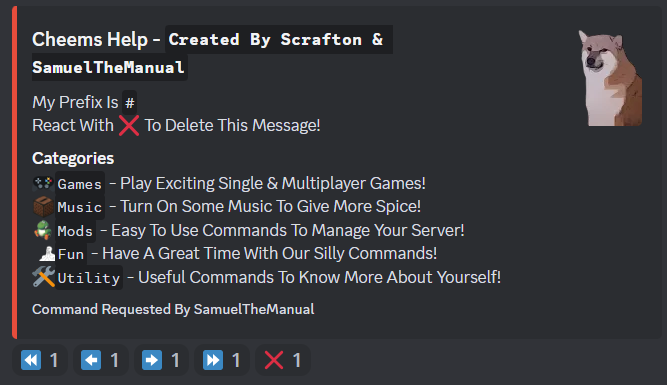 Cheems Help - Created By Scrafton &
SamuelTheManual
My Prefix Is #
React With ❌ To Delete This Message!
Categories
Games - Play Exciting Single & Multiplayer Games!
Music - Turn On Some Music To Give More Spice!
Mods - Easy To Use Commands To Manage Your Server!
Fun - Have A Great Time With Our Silly Commands!
Utility - Useful Commands To Know More About Yourself!
Command Requested By SamuelTheManual
1 1 1 1 1